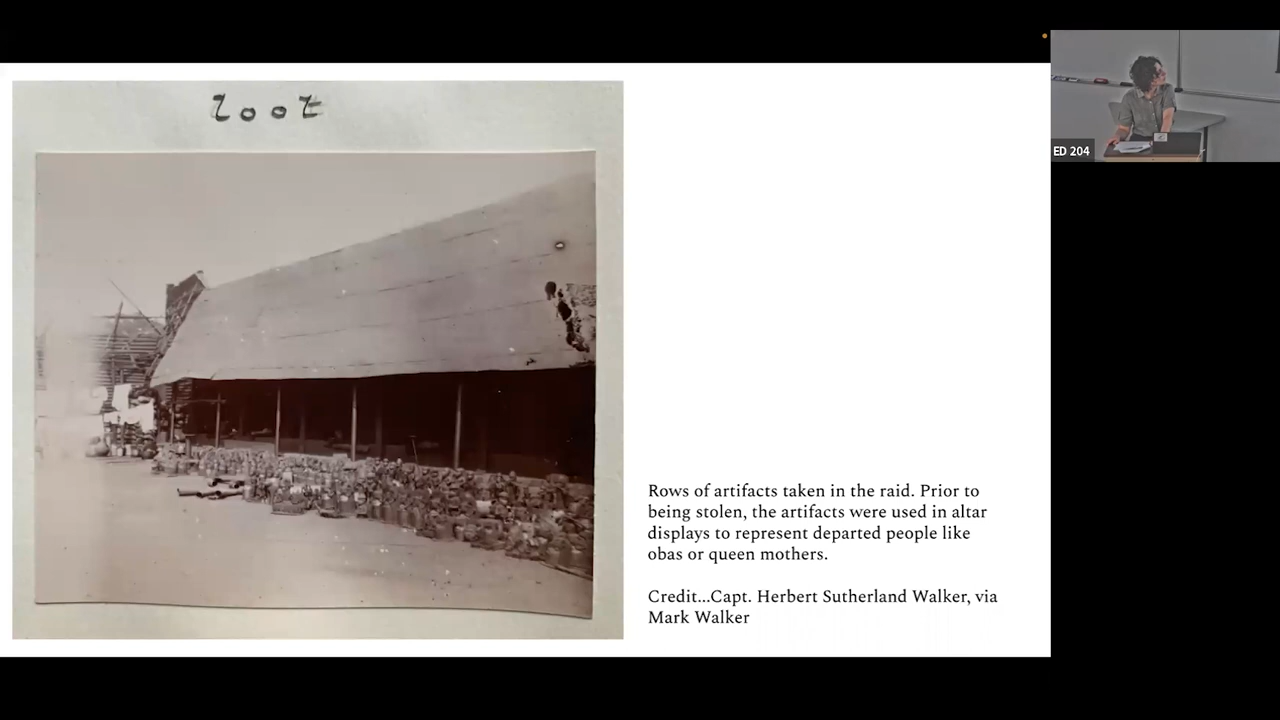 loot
Rows of artifacts taken in the raid. Prior to
being stolen, the artifacts were used in altar
displays to represent departed people like
obas or queen mothers.
Credit...Capt. Herbert Sutherland Walker, via
Mark Walker
ED 204